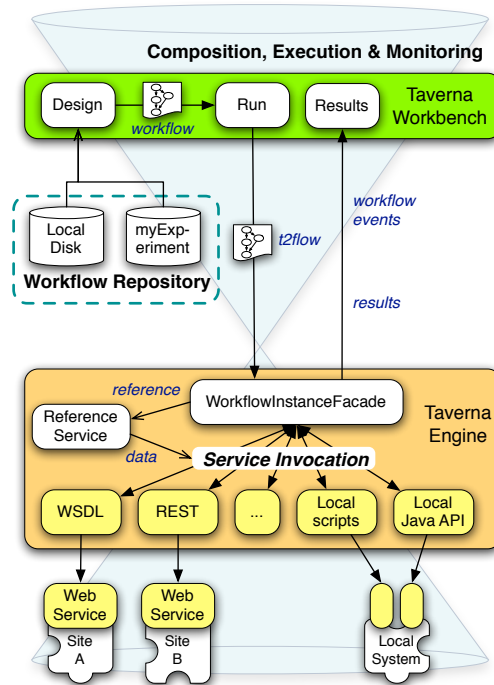 Composition, Execution & Monitoring
Design
workflow
Run
Results
Taverna
Workbench
Local
Disk
myExp-
eriment
Workflow Repository
t2flow
workflow
events
results
reference
WorkflowInstanceFacade
Taverna
Engine
Reference
Service
data
Service Invocation
WSDL
REST
...
Local
scripts
Local
Java API
Web
Service
Site
A
Web
Service
Site
B
Local
System